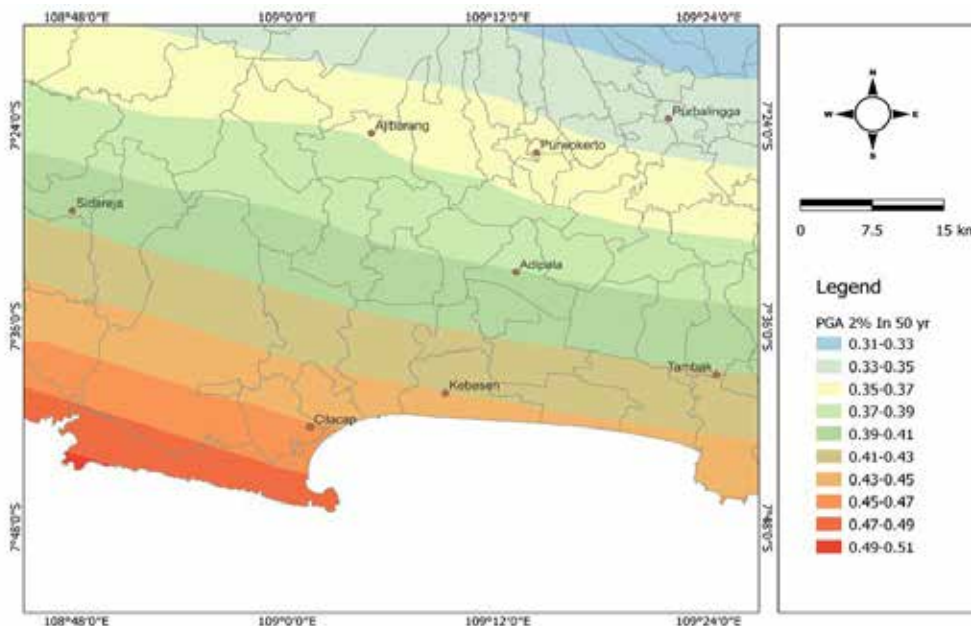 108°48'0"E 109°0'0"E 109°12'0"E 109°24'0"E
7°24'0"S
7°36'0"S
7°48'0"S
Ajibarang
Purbalingga
Purwokerto
Sidareja
Adipala
Tambak
Kebasen
Cilacap
7°24'0"S
7°36'0"S
7°48'0"S
108°48'0"E 109°0'0"E 109°12'0"E 109°24'0"E
N
W E
S
0 7.5 15 km
Legend
PGA 2% In 50 yr
0.31-0.33
0.33-0.35
0.35-0.37
0.37-0.39
0.39-0.41
0.41-0.43
0.43-0.45
0.45-0.47
0.47-0.49
0.49-0.51